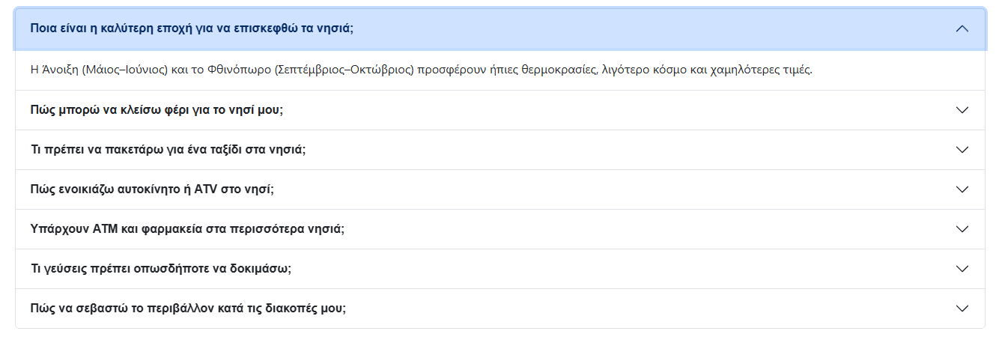 Ποια είναι η καλύτερη εποχή για να επισκεφθώ τα νησιά;
Η Άνοιξη (Μάιος–Ιούνιος) και το Φθινόπωρο (Σεπτέμβριος–Οκτώβριος) προσφέρουν ήπιες θερμοκρασίες, λιγότερο κόσμο και χαμηλότερες τιμές.
Πώς μπορώ να κλείσω φέρι για το νησί μου;
Τι πρέπει να πακετάρω για ένα ταξίδι στα νησιά;
Πώς ενοικιάζω αυτοκίνητο ή ATV στο νησί;
Υπάρχουν ATM και φαρμακεία στα περισσότερα νησιά;
Τι γεύσεις πρέπει οπωσδήποτε να δοκιμάσω;
Πώς να σεβαστώ το περιβάλλον κατά τις διακοπές μου;